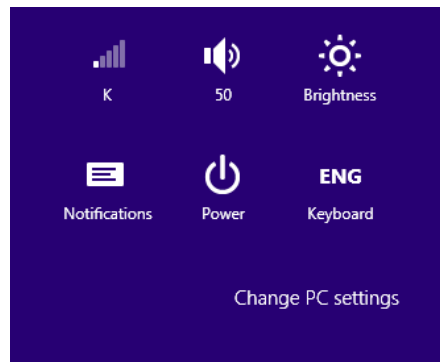 K 50 Brightness
ENG
Notifications Power Keyboard
Change PC settings